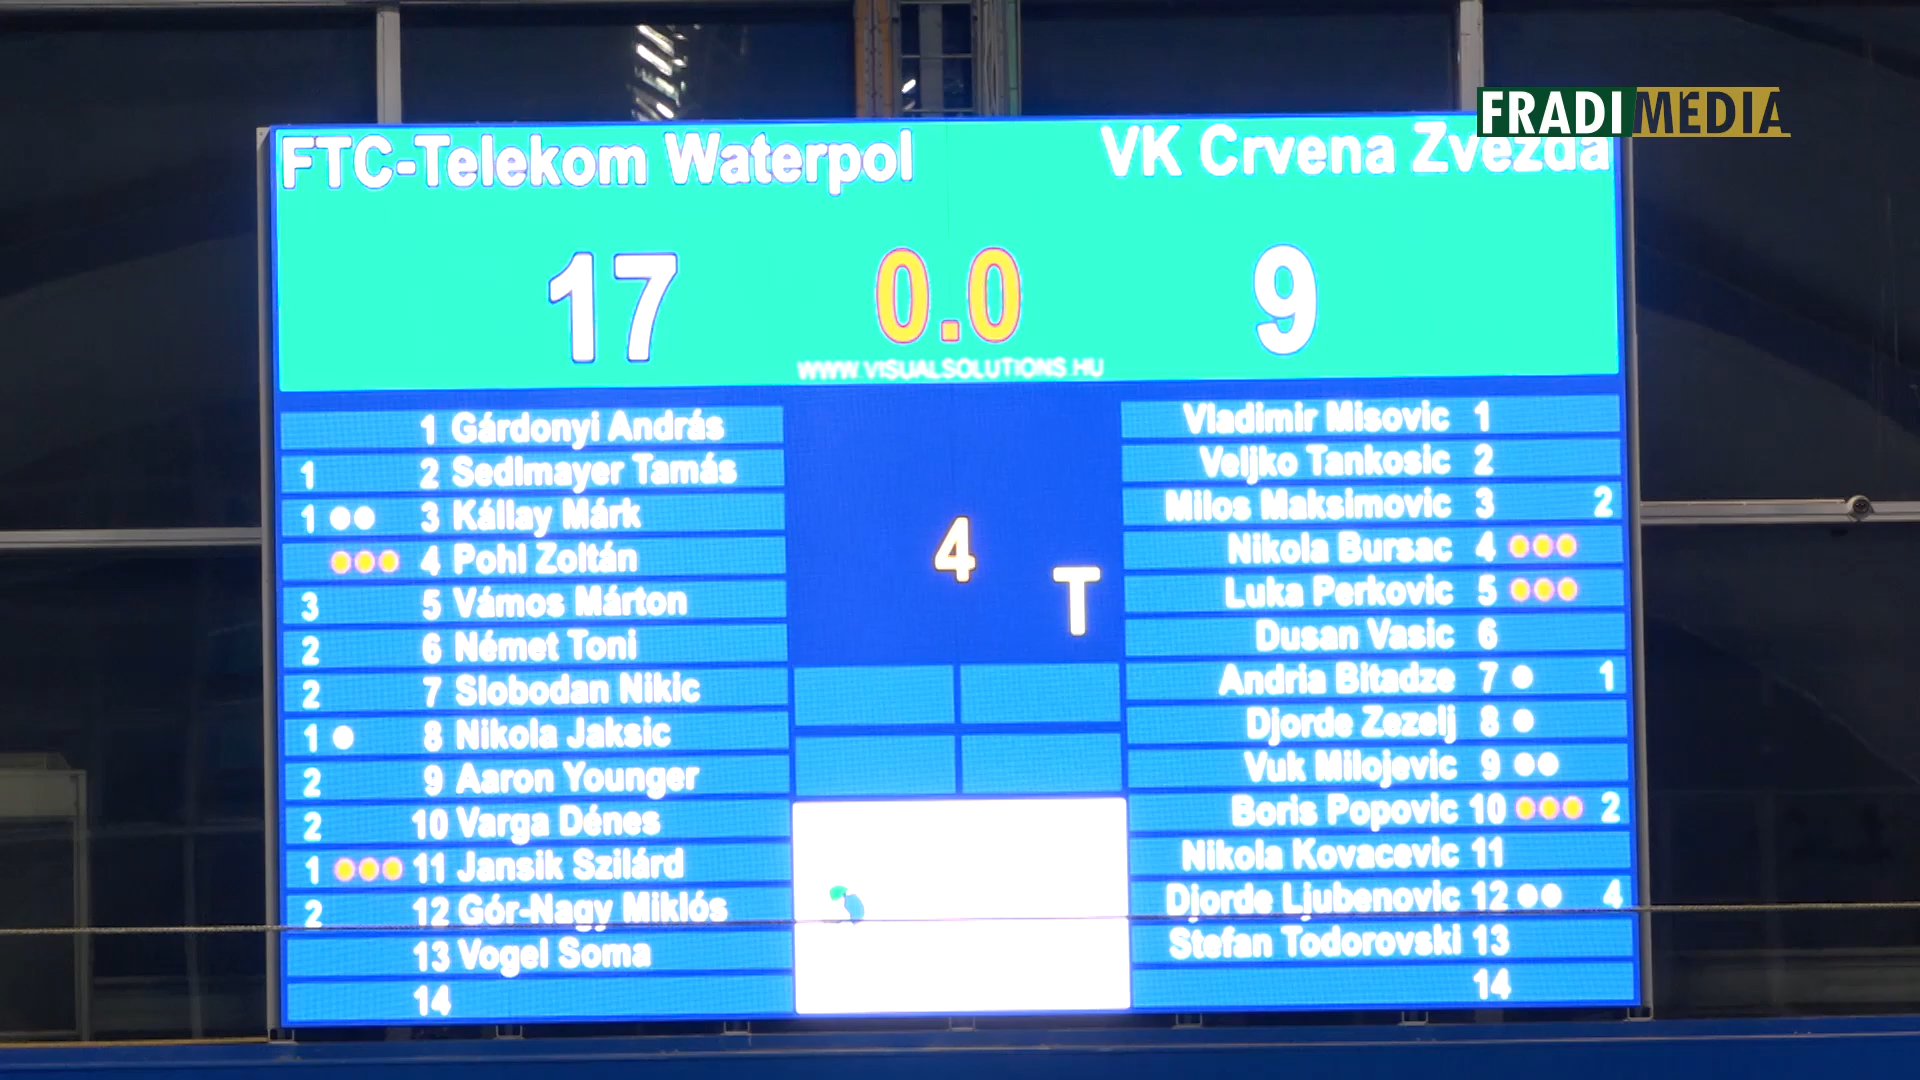 FRADIMÉDIA
FTC-Telekom Waterpol VK Crvena Zvezda
17 0.0 9
WWW.VISUALSOLUTIONS.HU
1 Gárdonyi András
1 2 Sedlmayer Tamás
1 3 Kállay Márk
4 Pohl Zoltán
3 5 Vámos Márton
2 6 Német Toni
2 7 Slobodan Nikic
1 8 Nikola Jaksic
2 9 Aaron Younger
2 10 Varga Dénes
1 11 Jansik Szilárd
2 12 Gór-Nagy Miklós
13 Vogel Soma
14
4
T
Vladimir Misovic 1
Veljko Tankosic 2
Milos Maksimovic 3 2
Nikola Bursac 4
Luka Perkovic 5
Dusan Vasic 6
Andria Bitadze 7 1
Djorde Zezelj 8
Vuk Milojevic 9
Boris Popovic 10 2
Nikola Kovacevic 11
Djorde Ljubenovic 12 4
Stefan Todorovski 13
14